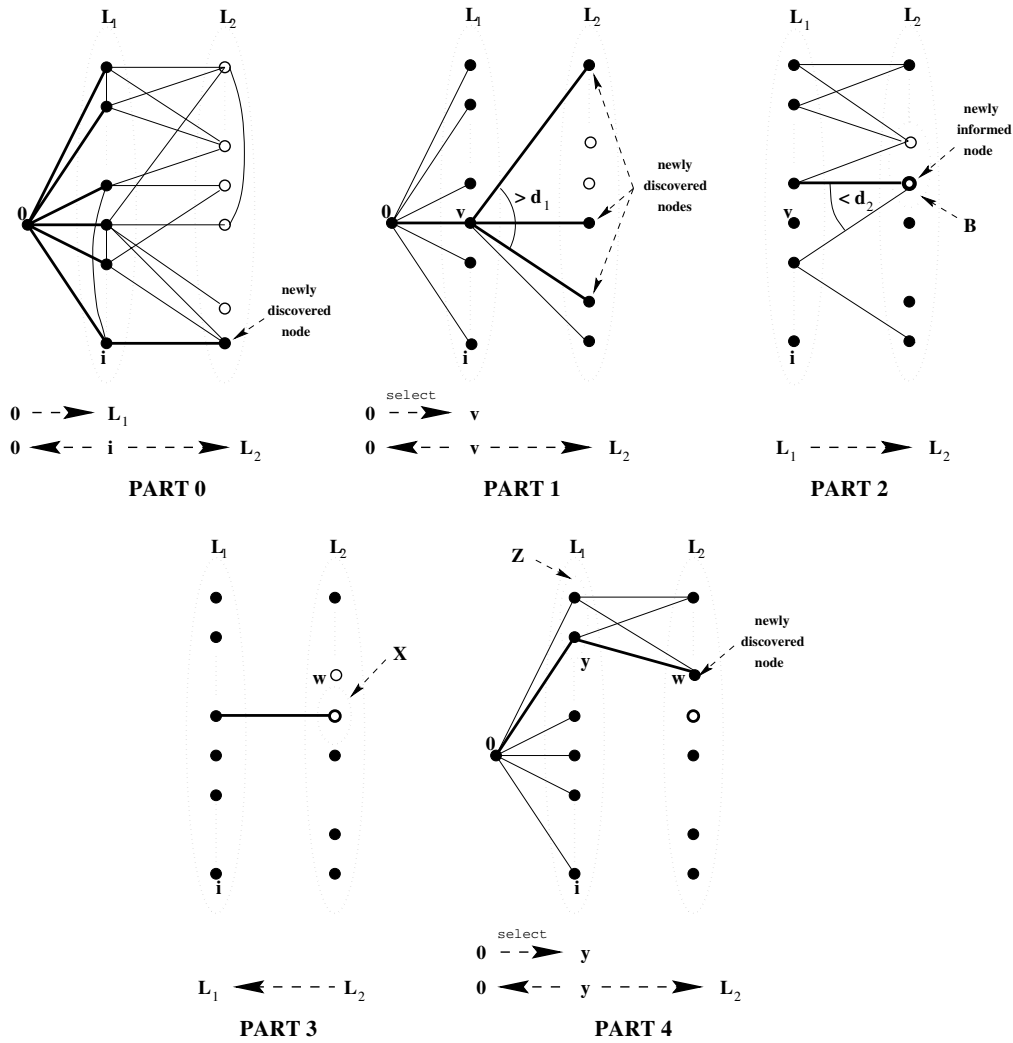 L1 L2
0
i
newly
discovered
node
0 L1
0 i L2
PART 0
L1 L2
0 v > d1
i
newly
discovered
nodes
select
0 v
0 v L2
PART 1
L1 L2
newly
informed
node
v < d2
B
i
L1 L2
PART 2
L1 L2
X
w
i
L1 L2
PART 3
L1 L2
Z
newly
discovered
node
y w
0
i
select
0 y
0 y L2
PART 4